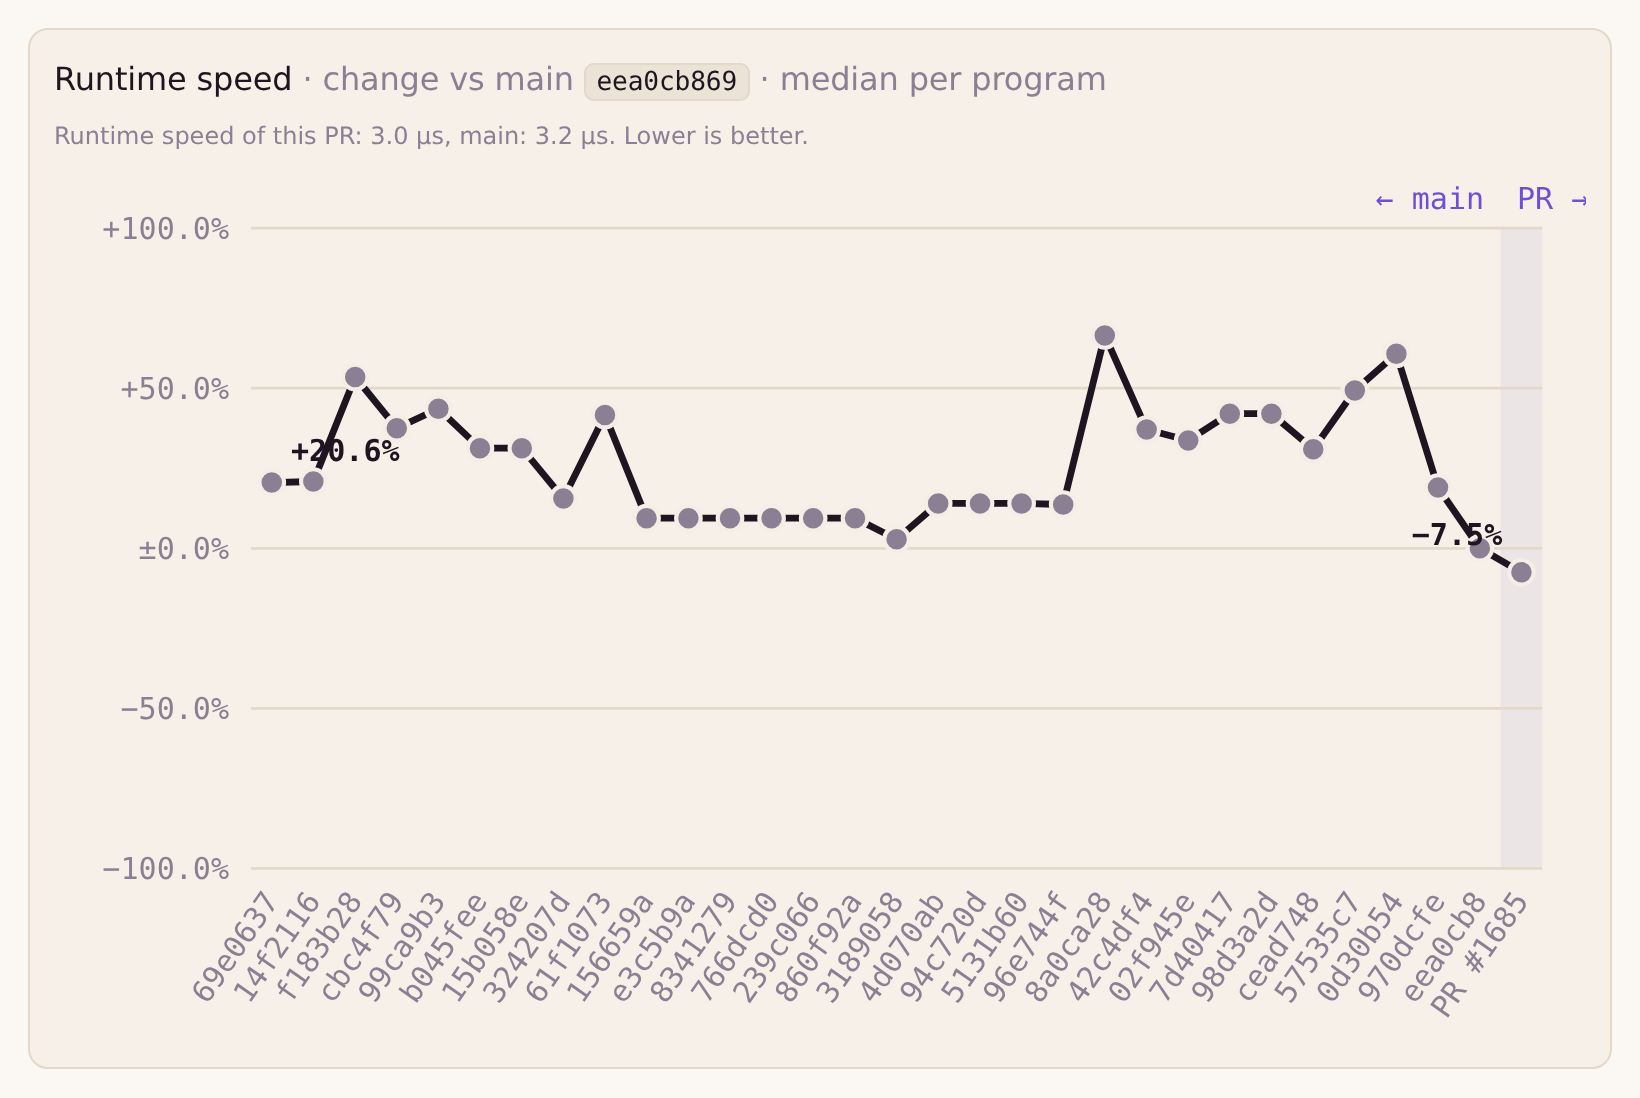 Runtime speed · change vs main eea0cb869 · median per program
Runtime speed of this PR: 3.0 µs, main: 3.2 µs. Lower is better.
← main PR →
+100.0%
+50.0%
+20.6%
−7.5%
±0.0%
−50.0%
−100.0%
69e0637
14f2116
f183b28
cbc4f79
99ca9b3
b045fee
15b058e
324207d
61f1073
156659a
e3c5b9a
8341279
766dcd0
239c066
860f92a
3189058
4d070ab
94c720d
5131b60
96e744f
8a0ca28
42c4df4
02f945e
7d40417
98d3a2d
cead748
57535c7
0d30b54
970dcfe
eea0cb8
PR #1685